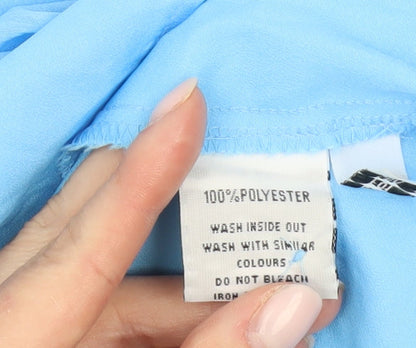 100%POLYESTER
WASH INSIDE OUT
WASH WITH SIMILAR
COLOURS
DO NOT BLEACH
IRON